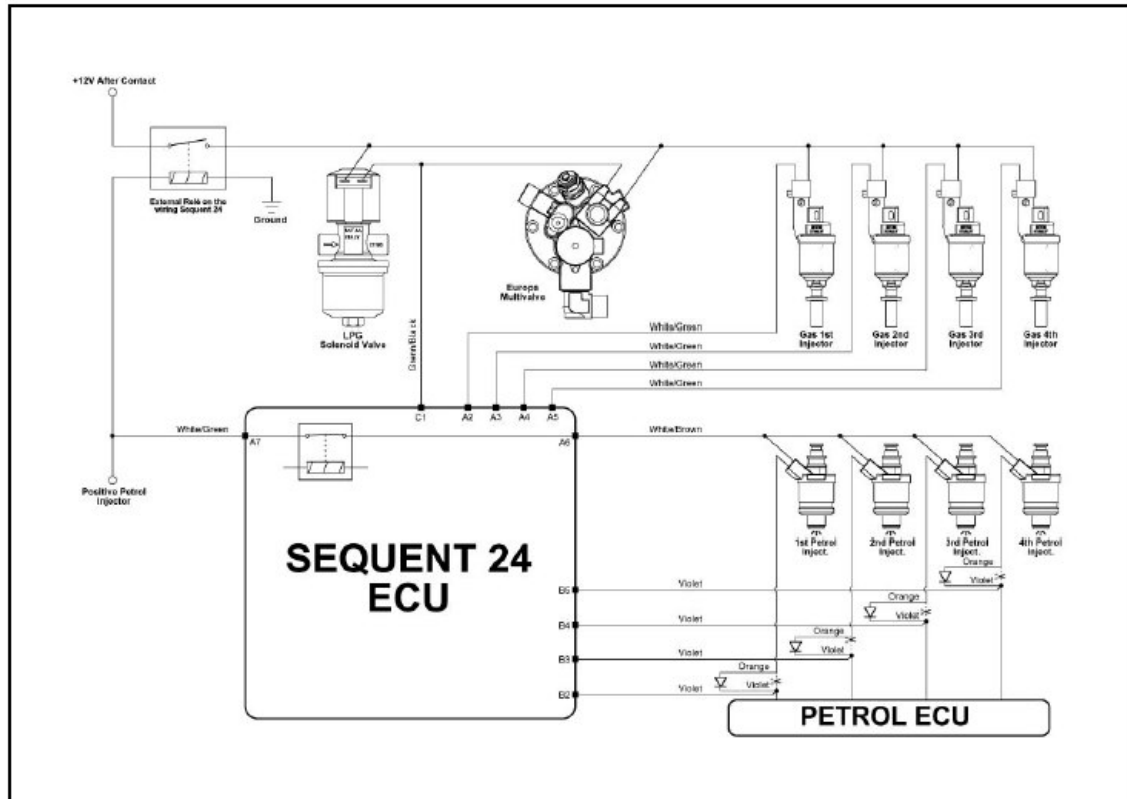 +12V After Contact
External Relè on the
wiring Sequent 24
Ground
LPG
Solenoid Valve
Europa
Multivalve
Grenn/Black
White/Green
White/Green
White/Green
White/Green
Gas 1st
Injector
Gas 2nd
Injector
Gas 3rd
Injector
Gas 4th
Injector
C1
A2
A3
A4
A5
White/Green
A7
A6
White/Brown
Positive Petrol
Injector
1st Petrol
Inject.
2nd Petrol
Inject.
3rd Petrol
Inject.
4th Petrol
Inject.
SEQUENT 24
ECU
Orange
Violet
B5
Violet
Orange
Violet
B4
Violet
Orange
Violet
B3
Violet
Orange
Violet
B2
Violet
PETROL ECU